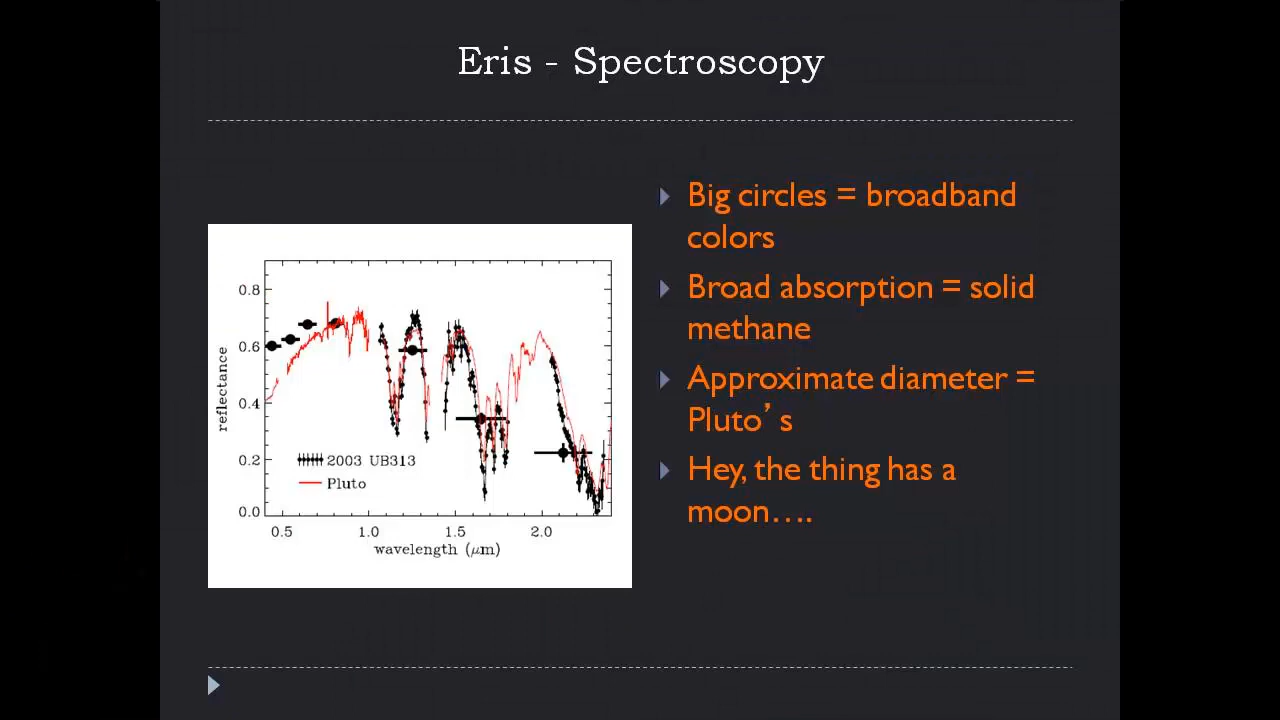 Eris - Spectroscopy
Big circles = broadband
colors
Broad absorption = solid
methane
Approximate diameter =
Pluto’s
Hey, the thing has a
moon….
reflectance
0.8
0.6
0.4
0.2
0.0
2003 UB313
Pluto
0.5 1.0 1.5 2.0
wavelength (μm)